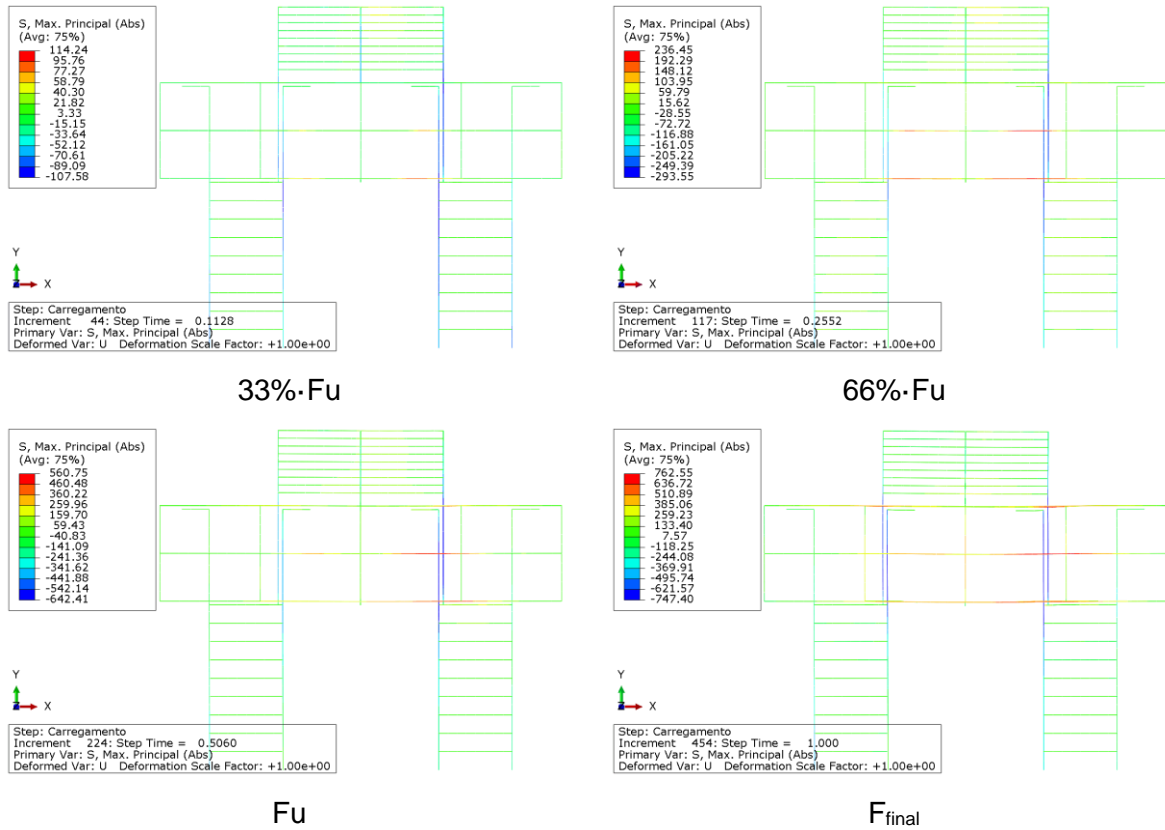 S, Max. Principal (Abs)
(Avg: 75%)
114.24
95.76
77.27
58.79
40.30
21.82
3.33
-15.15
-33.64
-52.12
-70.61
-89.09
-107.58
Y
X
Step: Carregamento
Increment 44: Step Time = 0.1128
Primary Var: S, Max. Principal (Abs)
Deformed Var: U Deformation Scale Factor: +1.00e+00
33%·Fu
S, Max. Principal (Abs)
(Avg: 75%)
236.45
192.29
148.12
103.95
59.79
15.62
-28.55
-72.72
-116.88
-161.05
-205.22
-249.39
-293.55
Y
X
Step: Carregamento
Increment 117: Step Time = 0.2552
Primary Var: S, Max. Principal (Abs)
Deformed Var: U Deformation Scale Factor: +1.00e+00
66%·Fu
S, Max. Principal (Abs)
(Avg: 75%)
560.75
460.48
360.22
259.96
159.70
59.43
-40.83
-141.09
-241.36
-341.62
-441.88
-542.14
-642.41
Y
X
Step: Carregamento
Increment 224: Step Time = 0.5060
Primary Var: S, Max. Principal (Abs)
Deformed Var: U Deformation Scale Factor: +1.00e+00
Fu
S, Max. Principal (Abs)
(Avg: 75%)
762.55
636.72
510.89
385.06
259.23
133.40
7.57
-118.25
-244.08
-369.91
-495.74
-621.57
-747.40
Y
X
Step: Carregamento
Increment 454: Step Time = 1.000
Primary Var: S, Max. Principal (Abs)
Deformed Var: U Deformation Scale Factor: +1.00e+00
Ffinal